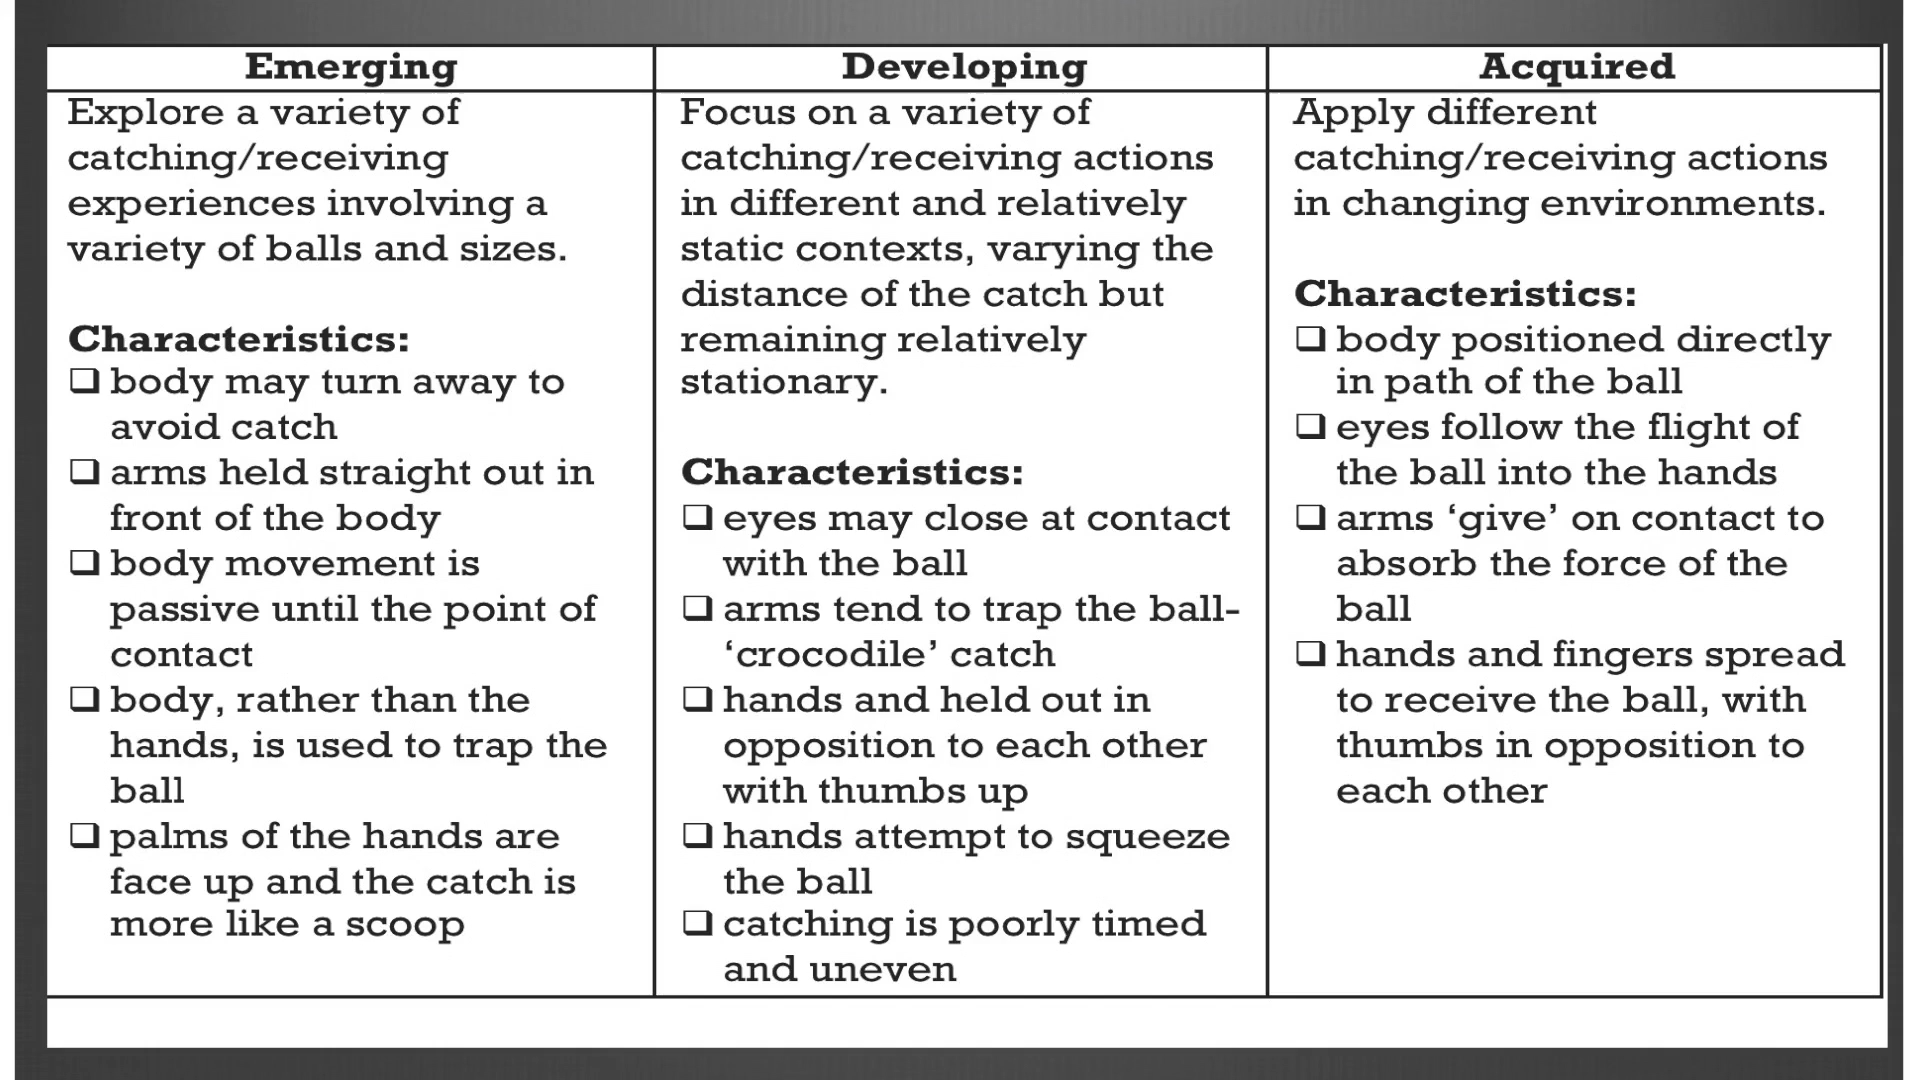 Emerging
Explore a variety of
catching/receiving
experiences involving a
variety of balls and sizes.
Characteristics:
❑ body may turn away to
avoid catch
❑ arms held straight out in
front of the body
❑ body movement is
passive until the point of
contact
❑ body, rather than the
hands, is used to trap the
ball
❑ palms of the hands are
face up and the catch is
more like a scoop
Developing
Focus on a variety of
catching/receiving actions
in different and relatively
static contexts, varying the
distance of the catch but
remaining relatively
stationary.
Characteristics:
❑ eyes may close at contact
with the ball
❑ arms tend to trap the ball-
‘crocodile’ catch
❑ hands and held out in
opposition to each other
with thumbs up
❑ hands attempt to squeeze
the ball
❑ catching is poorly timed
and uneven
Acquired
Apply different
catching/receiving actions
in changing environments.
Characteristics:
❑ body positioned directly
in path of the ball
❑ eyes follow the flight of
the ball into the hands
❑ arms ‘give’ on contact to
absorb the force of the
ball
❑ hands and fingers spread
to receive the ball, with
thumbs in opposition to
each other